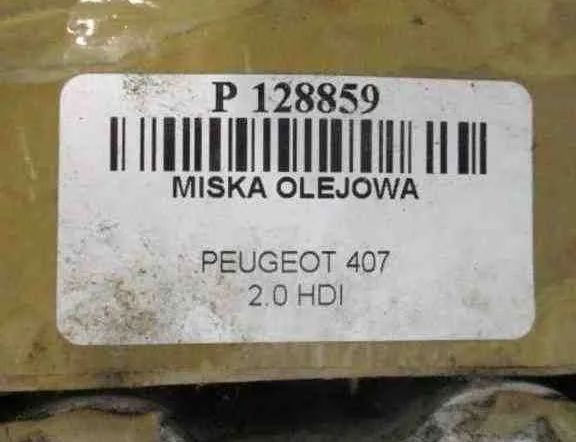 P 128859
MISKA OLEJOWA
PEUGEOT 407
2.0 HDI